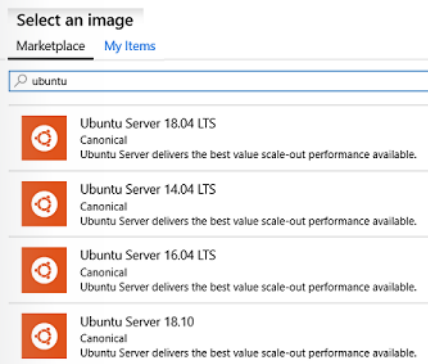 Select an image
Marketplace My Items
ubuntu
Ubuntu Server 18.04 LTS
Canonical
Ubuntu Server delivers the best value scale-out performance available.
Ubuntu Server 14.04 LTS
Canonical
Ubuntu Server delivers the best value scale-out performance available.
Ubuntu Server 16.04 LTS
Canonical
Ubuntu Server delivers the best value scale-out performance available.
Ubuntu Server 18.10
Canonical
Ubuntu Server delivers the best value scale-out performance available.